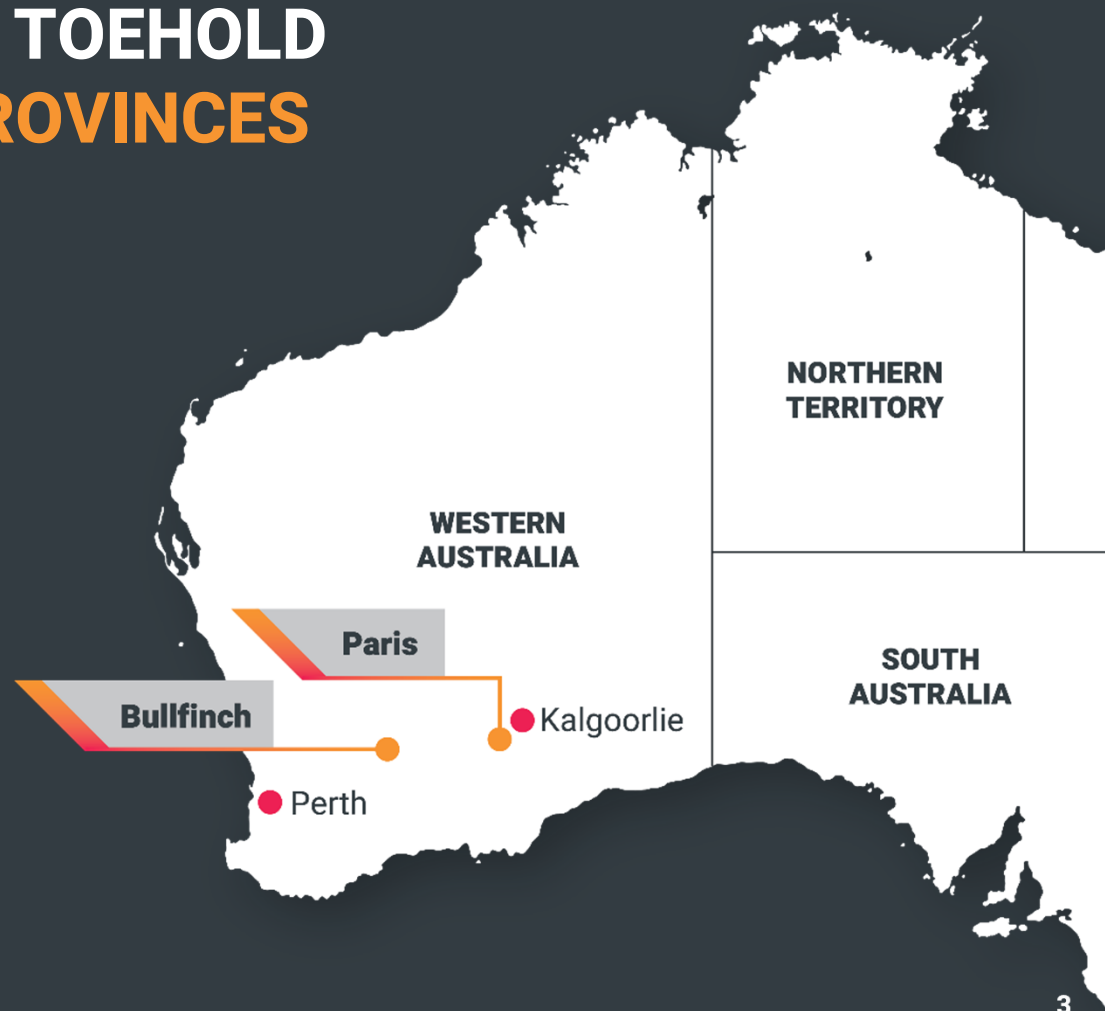 TOEHOLD
ROVINCES
NORTHERN
TERRITORY
WESTERN
AUSTRALIA
Paris
SOUTH
AUSTRALIA
Bullfinch
Kalgoorlie
Perth
3